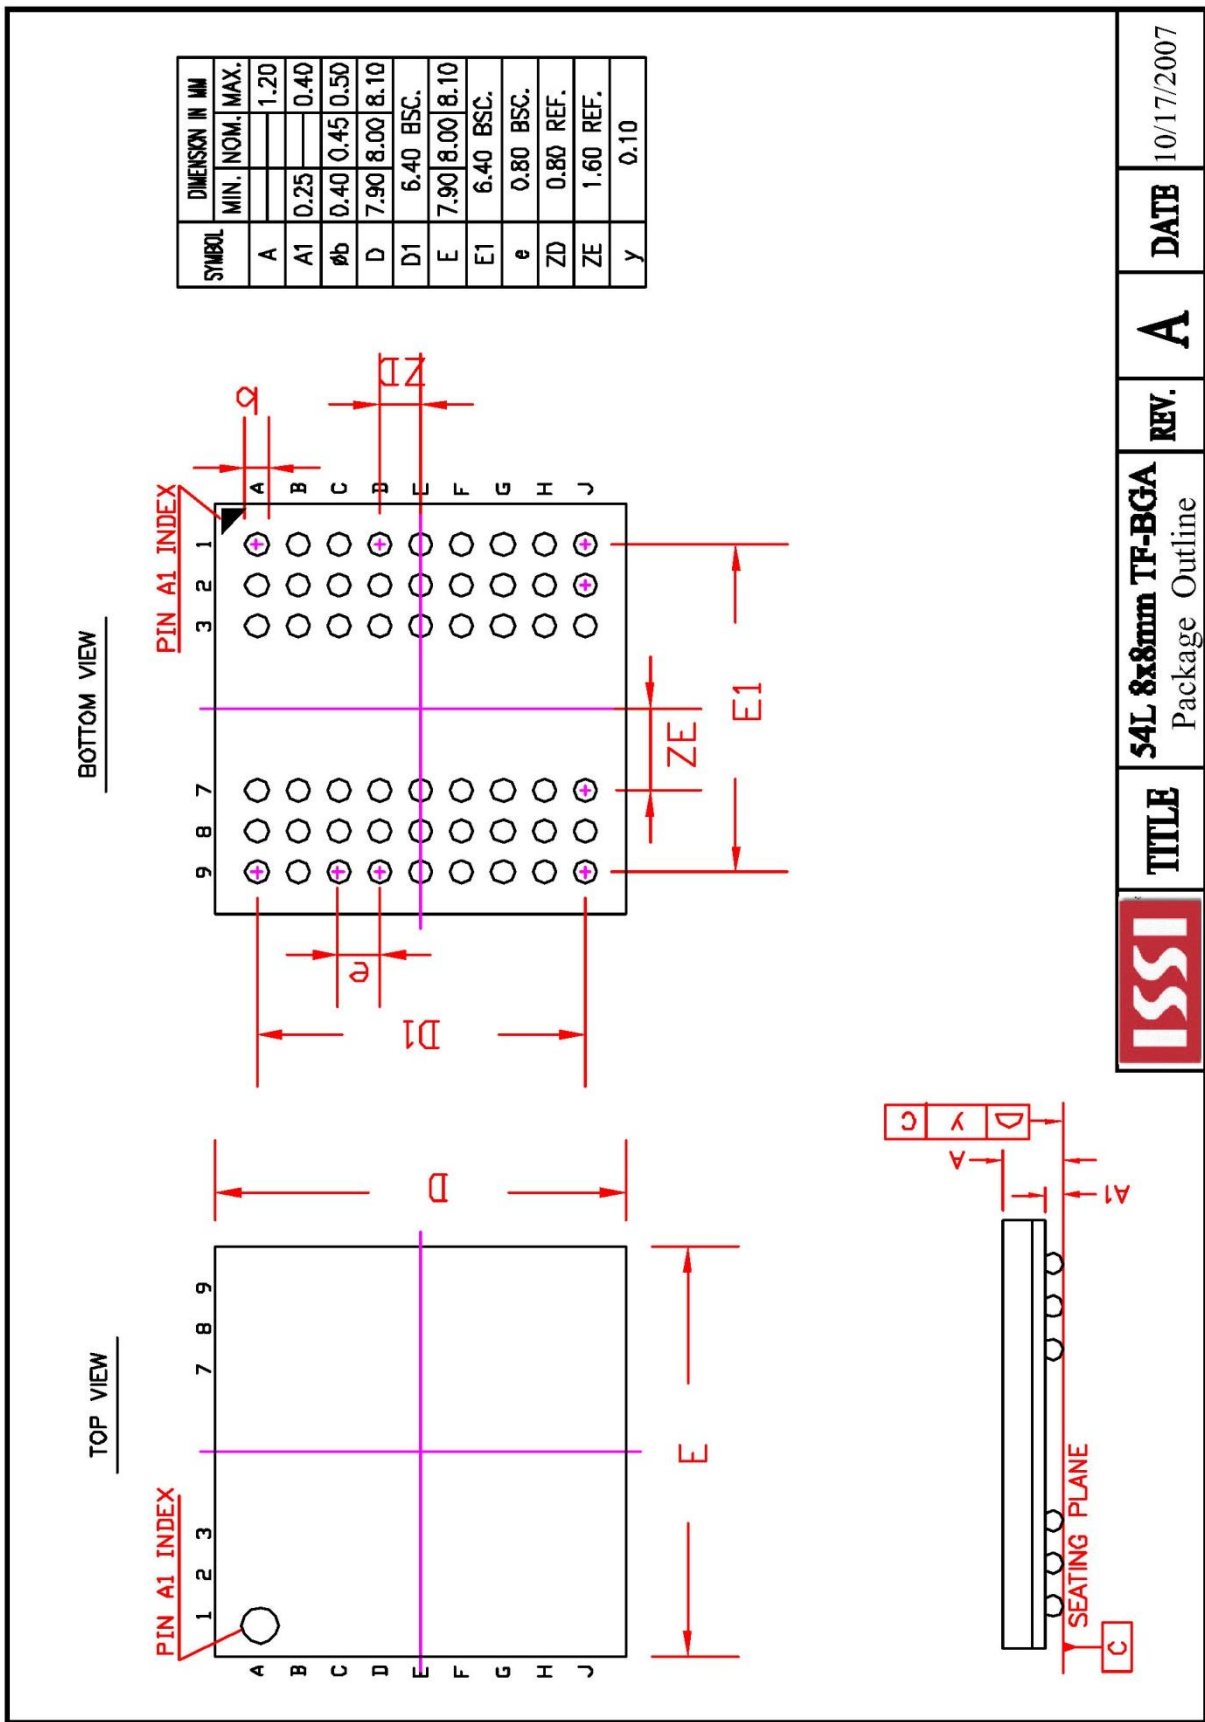 TOP VIEW
PIN A1 INDEX
1 2 3 7 8 9
A
B
C
D
E
F
G
H
J
D
E
BOTTOM VIEW
PIN A1 INDEX
9 8 7 3 2 1
A
B
C
D
E
F
G
H
J
b
ZD
e
D1
ZE
E1
SYMBOL DIMENSION IN MM
MIN. NOM. MAX.
A 1.20
A1 0.25 0.40
øb 0.40 0.45 0.50
D 7.90 8.00 8.10
D1 6.40 BSC.
E 7.90 8.00 8.10
E1 6.40 BSC.
e 0.80 BSC.
ZD 0.80 REF.
ZE 1.60 REF.
y 0.10
C y
A
A1
SEATING PLANE
C
ISSI
TITLE
54L 8x8mm TF-BGA
Package Outline
REV.
A
DATE
10/17/2007